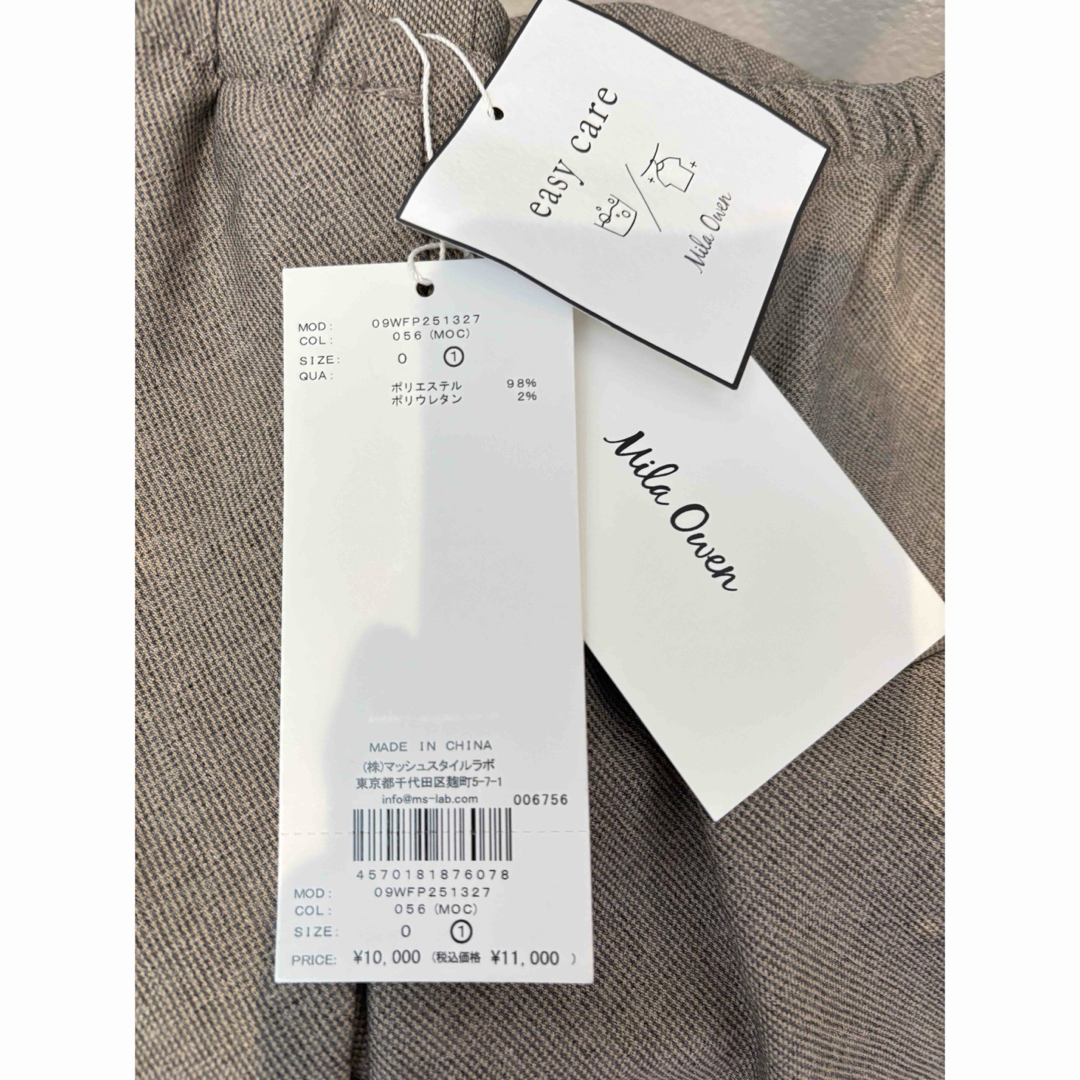 easy care
Mila Owen
MOD: 09WFP251327
COL: 056 (MOC)
SIZE: 0 ①
QUA:
ポリエステル 98%
ポリウレタン 2%
Mila Owen
MADE IN CHINA
(株)マッシュスタイルラボ
東京都千代田区麹町5-7-1
info@ms-lab.com 006756
4570181876078
MOD: 09WFP251327
COL: 056 (MOC)
SIZE: 0 ①
PRICE: ¥10,000 (税込価格 ¥11,000 )